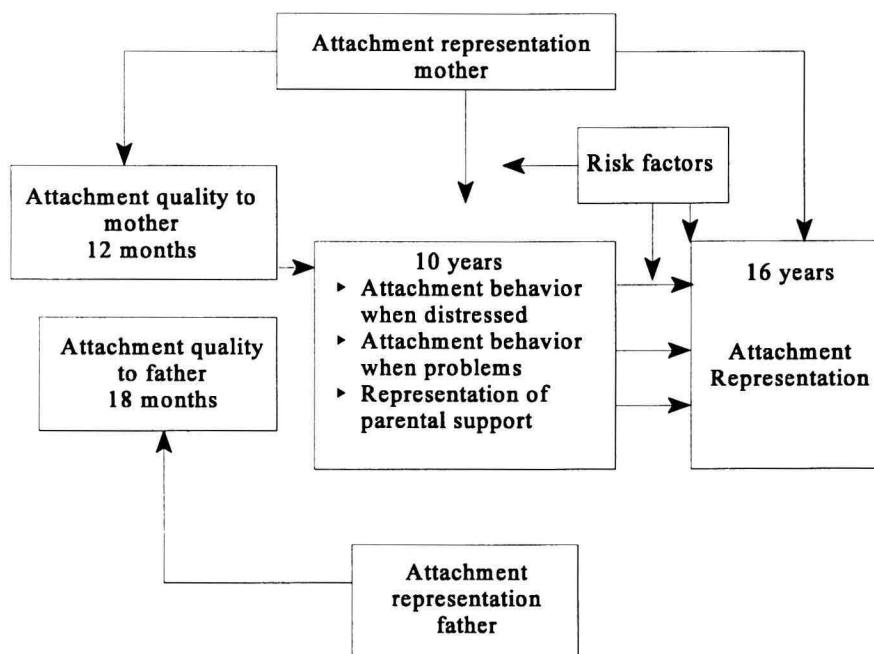 Attachment representation
mother
Risk factors
Attachment quality to
mother
12 months
10 years
▸ Attachment behavior
when distressed
▸ Attachment behavior
when problems
▸ Representation of
parental support
16 years
Attachment
Representation
Attachment quality
to father
18 months
Attachment
representation
father